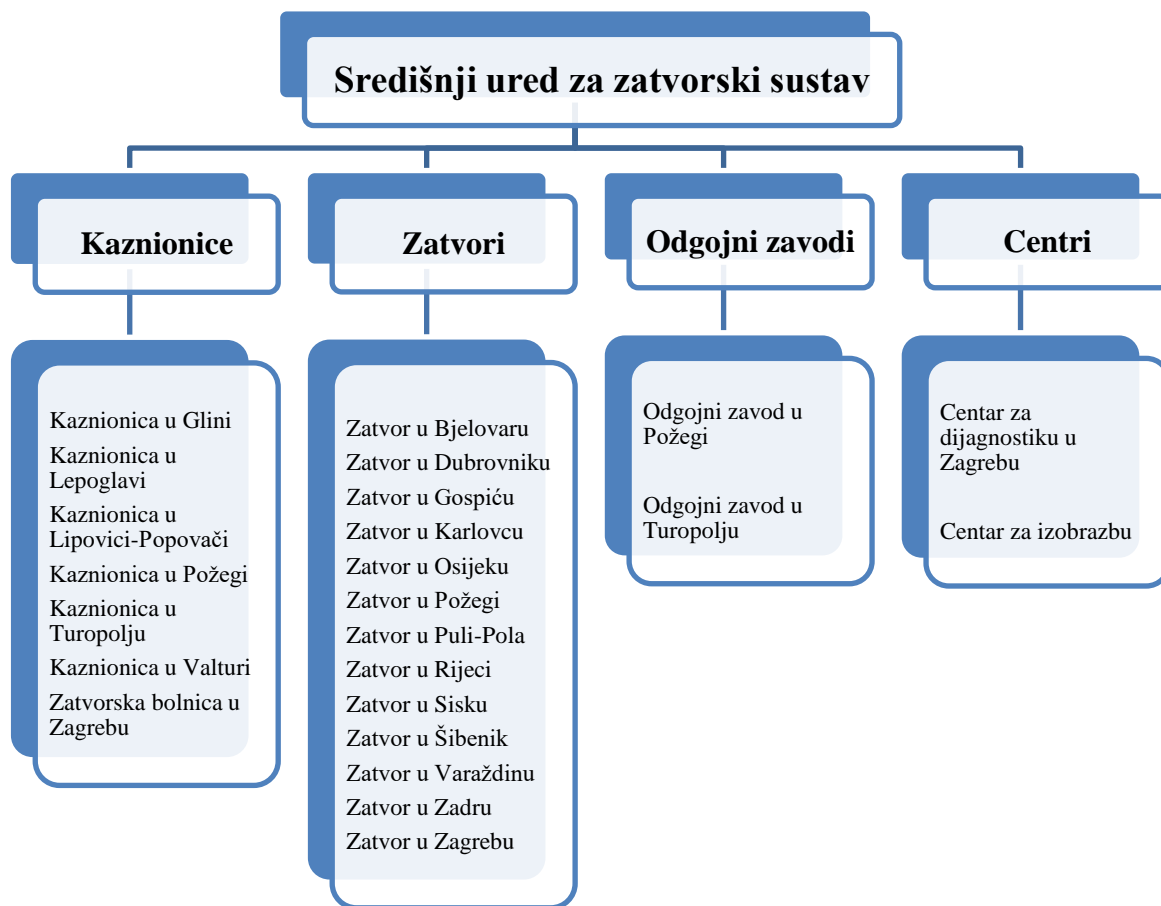 Središnji ured za zatvorski sustav
Kaznionice
Kaznionica u Glini
Kaznionica u
Lepoglavi
Kaznionica u
Lipovici-Popovači
Kaznionica u Požegi
Kaznionica u
Turopolju
Kaznionica u Valturi
Zatvorska bolnica u
Zagrebu
Zatvori
Zatvor u Bjelovaru
Zatvor u Dubrovniku
Zatvor u Gospiću
Zatvor u Karlovcu
Zatvor u Osijeku
Zatvor u Požegi
Zatvor u Puli-Pola
Zatvor u Rijeci
Zatvor u Sisku
Zatvor u Šibenik
Zatvor u Varaždinu
Zatvor u Zadru
Zatvor u Zagrebu
Odgojni zavodi
Odgojni zavod u
Požegi
Odgojni zavod u
Turopolju
Centri
Centar za
dijagnostiku u
Zagrebu
Centar za izobrazbu